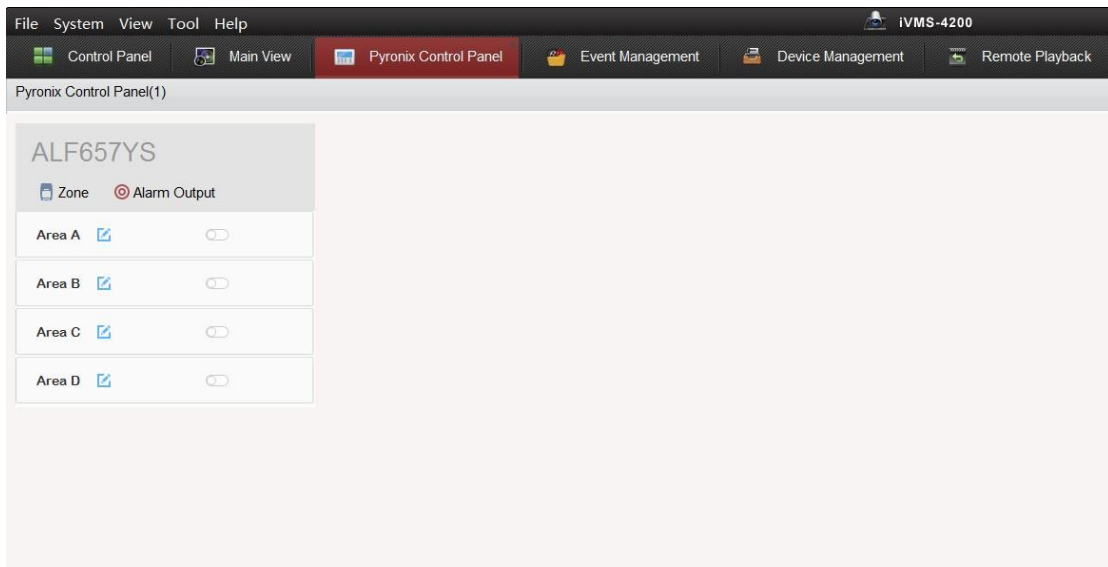 File System View Tool Help iVMS-4200
Control Panel Main View Pyronix Control Panel Event Management Device Management Remote Playback
Pyronix Control Panel(1)
ALF657YS
Zone Alarm Output
Area A
Area B
Area C
Area D